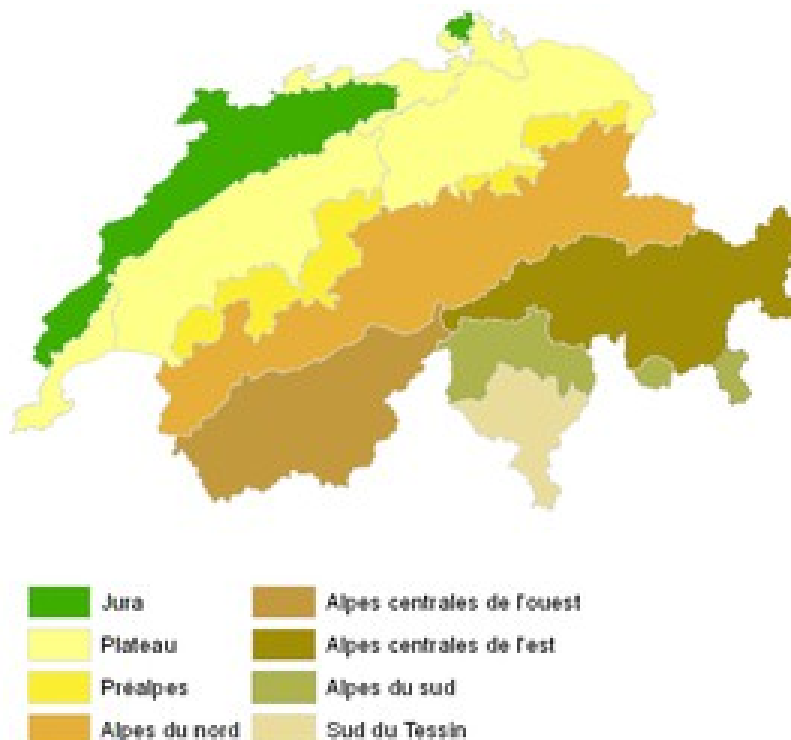 Jura
Plateau
Préalpes
Alpes du nord
Alpes centrales de l'ouest
Alpes centrales de l'est
Alpes du sud
Sud du Tessin